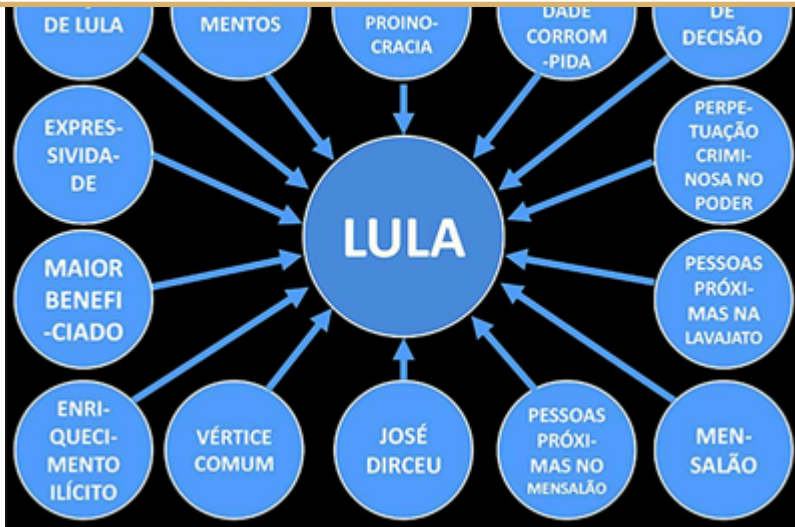 DE LULA
MENTOS
PROINO-
CRACIA
DADE
CORROM
-PIDA
DE
DECISÃO
EXPRES-
SIVIDA-
DE
LULA
PERPE-
TUAÇÃO
CRIMI-
NOSA NO
PODER
MAIOR
BENEFI
-CIADO
PESSOAS
PRÓXI-
MAS NA
LAVAJATO
ENRI-
QUECI-
MENTO
ILÍCITO
VÉRTICE
COMUM
JOSÉ
DIRCEU
PESSOAS
PRÓXI-
MAS NO
MENSALÃO
MEN-
SALÃO